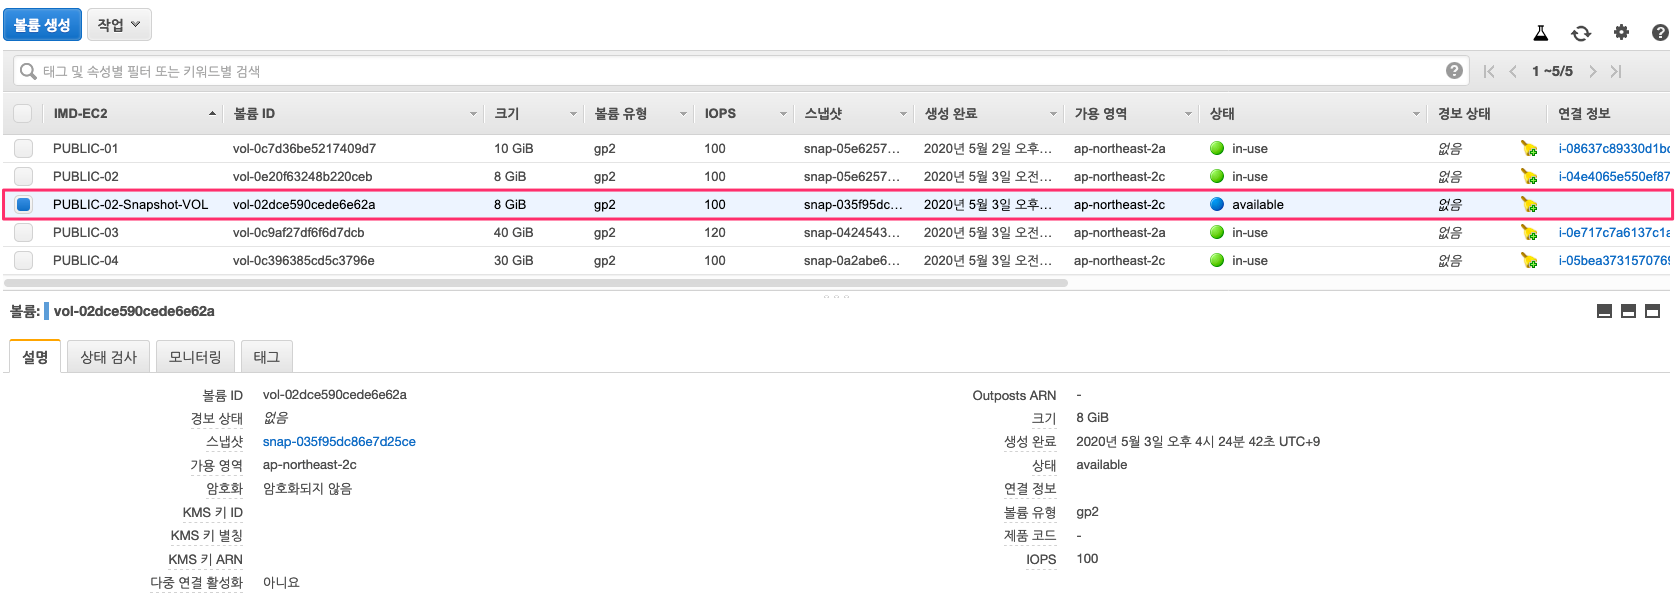 볼륨 생성 작업
태그 및 속성별 필터 또는 키워드별 검색 1 ~5/5
IMD-EC2 볼륨 ID 크기 볼륨 유형 IOPS 스냅샷 생성 완료 가용 영역 상태 경보 상태 연결 정보
PUBLIC-01 vol-0c7d36be5217409d7 10 GiB gp2 100 snap-05e6257... 2020년 5월 2일 오후... ap-northeast-2a in-use 없음 i-08637c89330d1bc
PUBLIC-02 vol-0e20f63248b220ceb 8 GiB gp2 100 snap-05e6257... 2020년 5월 3일 오전... ap-northeast-2c in-use 없음 i-04e4065e550ef87
PUBLIC-02-Snapshot-VOL vol-02dce590cede6e62a 8 GiB gp2 100 snap-035f95dc... 2020년 5월 3일 오후... ap-northeast-2c available 없음
PUBLIC-03 vol-0c9af27df6f6d7dcb 40 GiB gp2 120 snap-0424543... 2020년 5월 3일 오전... ap-northeast-2a in-use 없음 i-0e717c7a6137c1a
PUBLIC-04 vol-0c396385cd5c3796e 30 GiB gp2 100 snap-0a2abe6... 2020년 5월 3일 오전... ap-northeast-2c in-use 없음 i-05bea3731570769
볼륨: vol-02dce590cede6e62a
설명 상태 검사 모니터링 태그
볼륨 ID vol-02dce590cede6e62a Outposts ARN -
경보 상태 없음 크기 8 GiB
스냅샷 snap-035f95dc86e7d25ce 생성 완료 2020년 5월 3일 오후 4시 24분 42초 UTC+9
가용 영역 ap-northeast-2c 상태 available
암호화 암호화되지 않음 연결 정보
KMS 키 ID 볼륨 유형 gp2
KMS 키 별칭 제품 코드 -
KMS 키 ARN IOPS 100
다중 연결 활성화 아니요